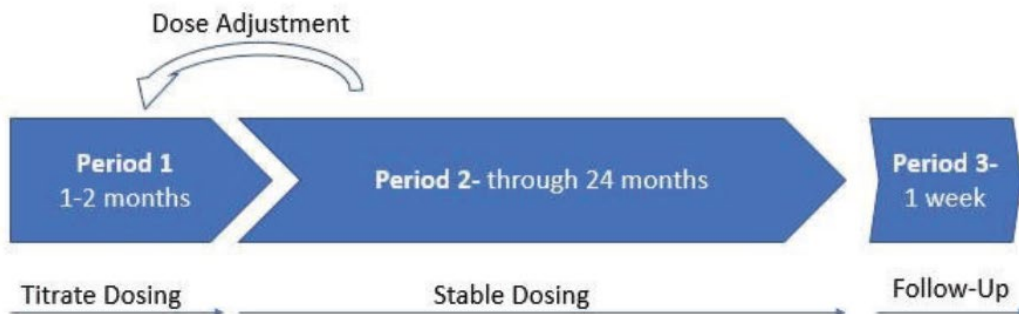 Dose Adjustment
Period 1
1-2 months
Period 2- through 24 months
Period 3-
1 week
Titrate Dosing
Stable Dosing
Follow-Up